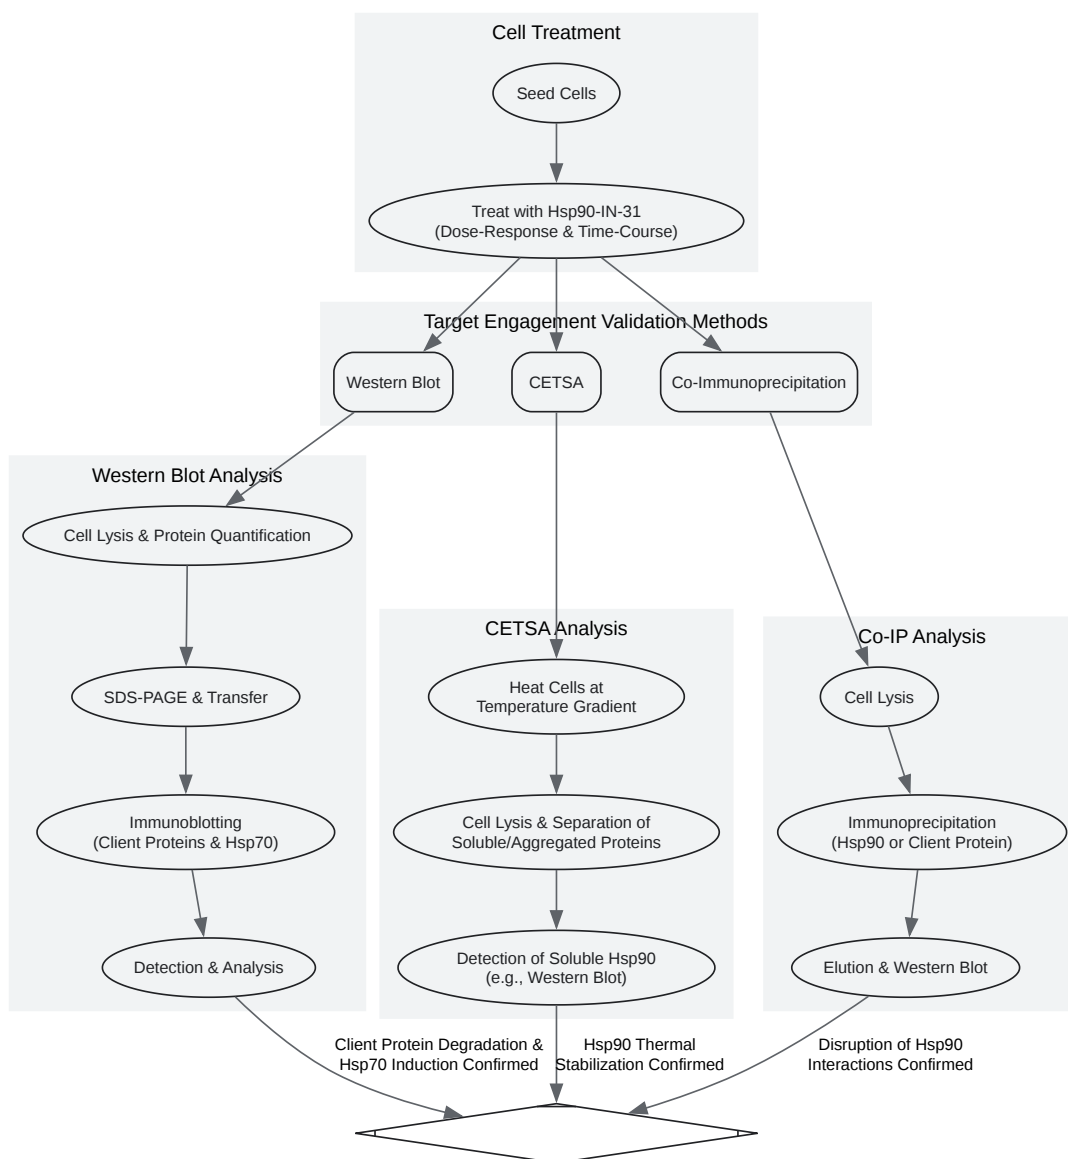 Cell Treatment
Seed Cells
Treat with Hsp90-IN-31
(Dose-Response & Time-Course)
Target Engagement Validation Methods
Western Blot
CETSA
Co-Immunoprecipitation
Western Blot Analysis
Cell Lysis & Protein Quantification
SDS-PAGE & Transfer
Immunoblotting
(Client Proteins & Hsp70)
Detection & Analysis
CETSA Analysis
Heat Cells at
Temperature Gradient
Cell Lysis & Separation of
Soluble/Aggregated Proteins
Detection of Soluble Hsp90
(e.g., Western Blot)
Co-IP Analysis
Cell Lysis
Immunoprecipitation
(Hsp90 or Client Protein)
Elution & Western Blot
Client Protein Degradation &
Hsp70 Induction Confirmed
Hsp90 Thermal
Stabilization Confirmed
Disruption of Hsp90
Interactions Confirmed